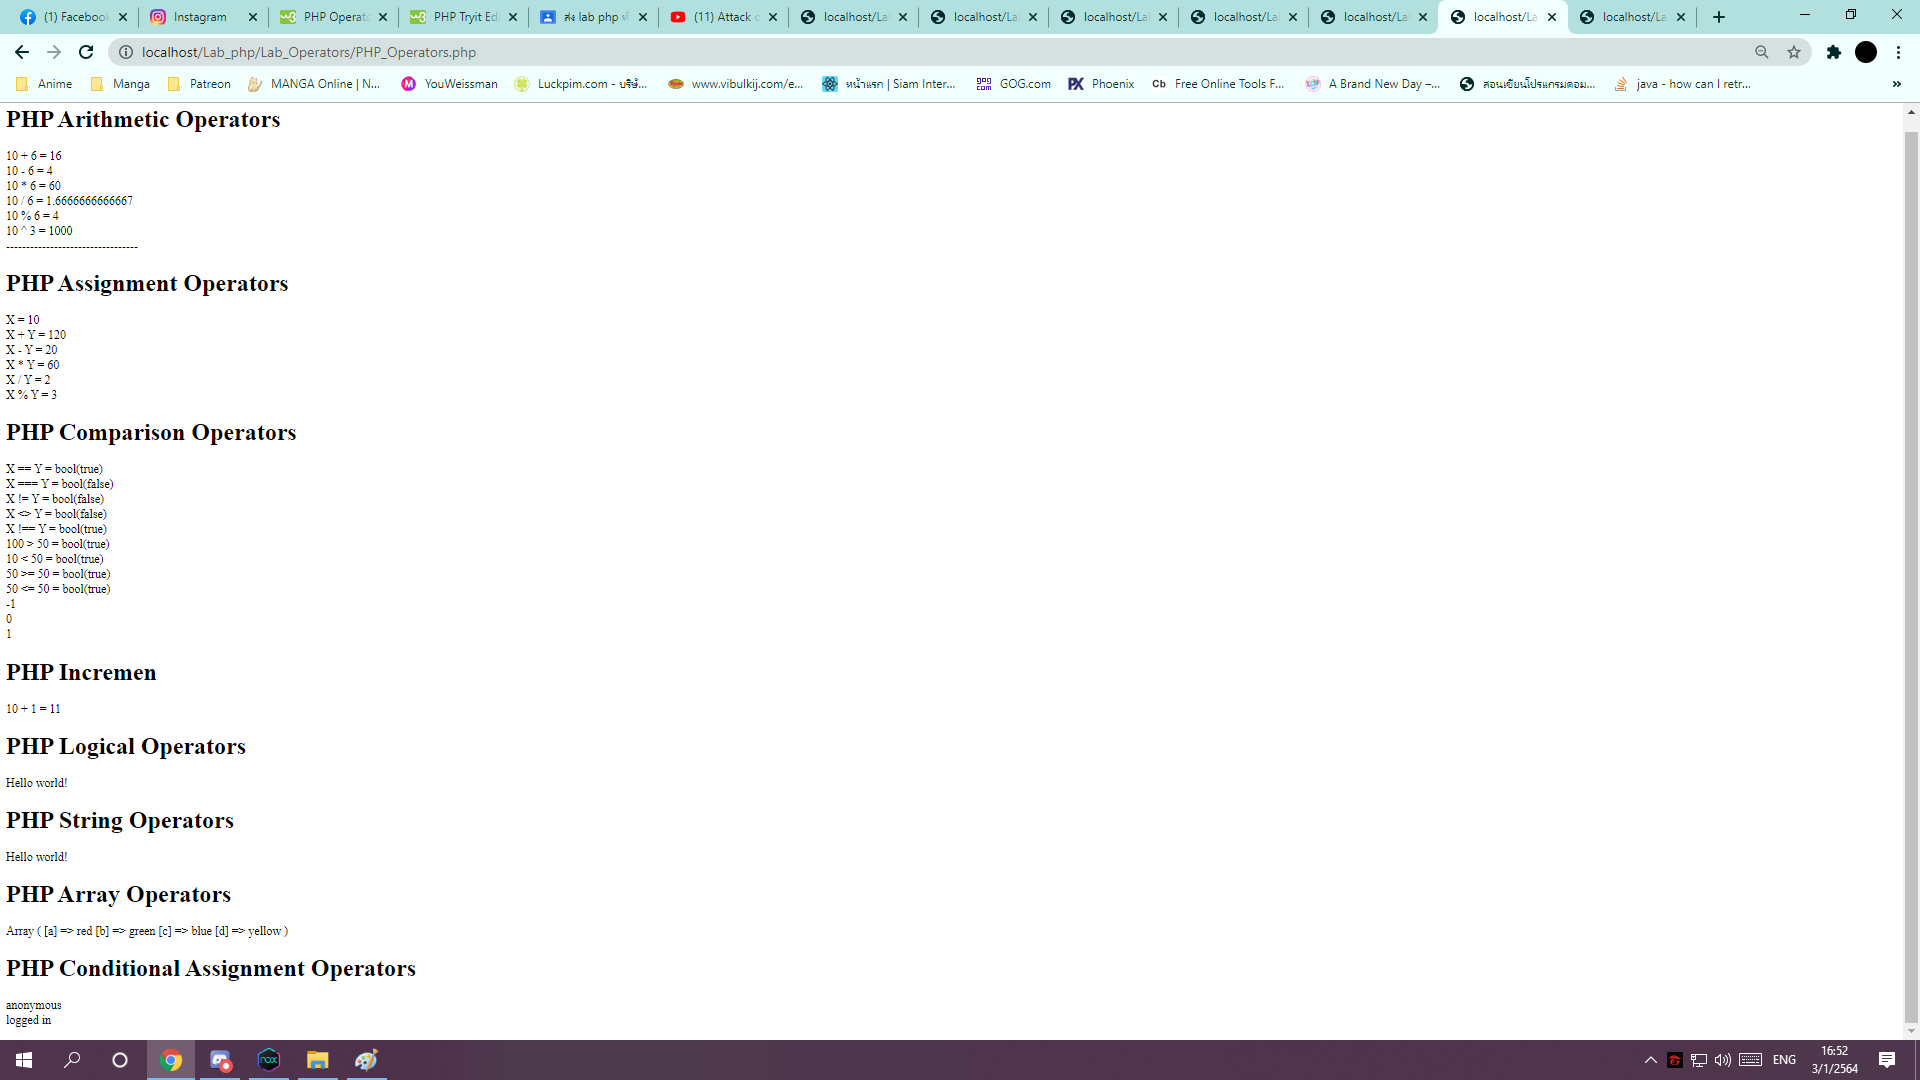 (1) Facebook
Instagram
PHP Operato
PHP Tryit Edi
ส่ง lab php
(11) Attack o
localhost/La
localhost/La
localhost/La
localhost/La
localhost/La
localhost/La
localhost/La
localhost/Lab_php/Lab_Operators/PHP_Operators.php
Anime
Manga
Patreon
MANGA Online | N...
YouWeissman
Luckpim.com - บริษั...
www.vibulkij.com/e...
หน้าแรก | Siam Inter...
GOG.com
Phoenix
Free Online Tools F...
A Brand New Day –...
สอนเขียนโปรแกรมตอม...
java - how can I retr...
»
PHP Arithmetic Operators
10 + 6 = 16
10 - 6 = 4
10 * 6 = 60
10 / 6 = 1.6666666666667
10 % 6 = 4
10 ^ 3 = 1000
---------------------------------
PHP Assignment Operators
X = 10
X + Y = 120
X - Y = 20
X * Y = 60
X / Y = 2
X % Y = 3
PHP Comparison Operators
X == Y = bool(true)
X === Y = bool(false)
X != Y = bool(false)
X <> Y = bool(false)
X !== Y = bool(true)
100 > 50 = bool(true)
10 < 50 = bool(true)
50 >= 50 = bool(true)
50 <= 50 = bool(true)
-1
0
1
PHP Incremen
10 + 1 = 11
PHP Logical Operators
Hello world!
PHP String Operators
Hello world!
PHP Array Operators
Array ( [a] => red [b] => green [c] => blue [d] => yellow )
PHP Conditional Assignment Operators
anonymous
logged in
ENG
16:52
3/1/2564